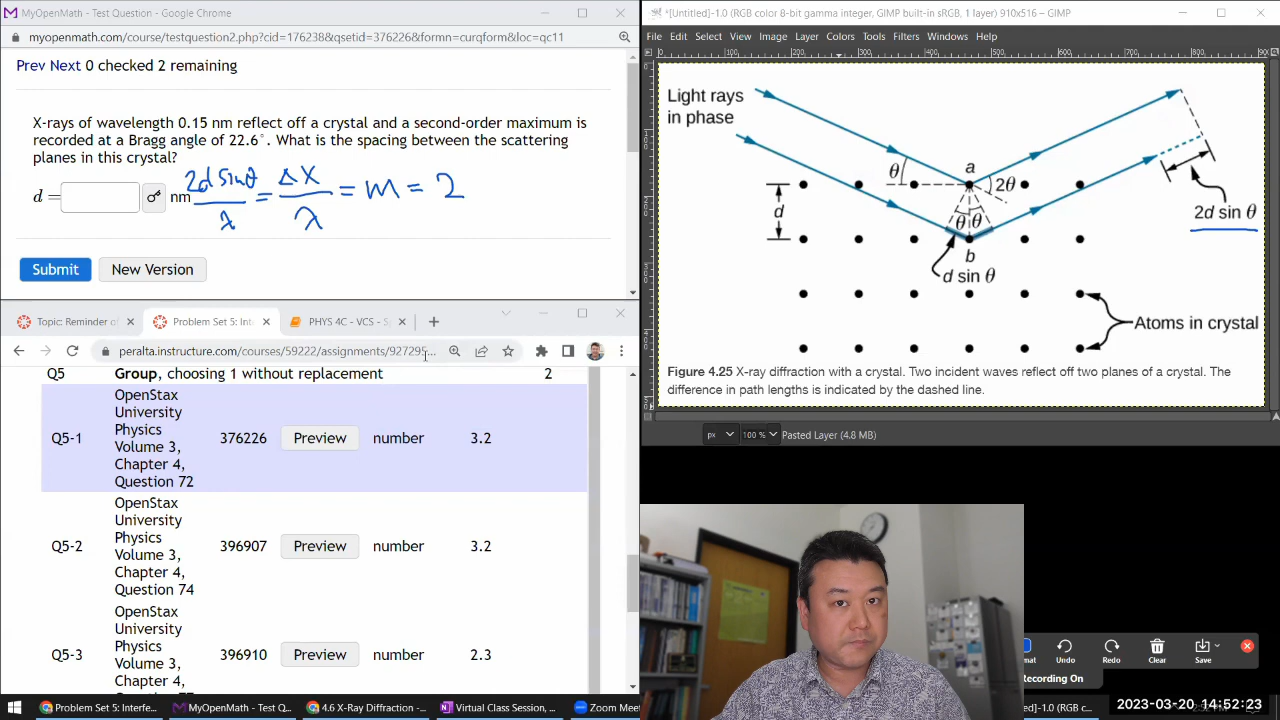 MyOpenMath - Test Question - Google Chrome
myopenmath.com/course/testquestion2.php?cid=176238&qsetid=376226&formn=curqform&loc=qc11
Prev Next 0 checked 2 remaining
X-rays of wavelength 0.15 nm reflect off a crystal and a second-order maximum is
recorded at a Bragg angle of 22.6°. What is the spacing between the scattering
planes in this crystal?
d = nm
2d sinθ / λ = Δx / λ = m = 2
Submit New Version
Topic: Reminder of
Problem Set 5: Inte
PHYS 4C - VCS - S
peralta.instructure.com/courses/59222/assignments/927295...
Q5 Group, choosing 1 without replacement 2
Q5-1
OpenStax
University
Physics
Volume 3,
Chapter 4,
Question 72
376226 Preview number 3.2
Q5-2
OpenStax
University
Physics
Volume 3,
Chapter 4,
Question 74
396907 Preview number 3.2
Q5-3
OpenStax
University
Physics
Volume 3,
Chapter 4,
396910 Preview number 2.3
*[Untitled]-1.0 (RGB color 8-bit gamma integer, GIMP built-in sRGB, 1 layer) 910x516 – GIMP
File Edit Select View Image Layer Colors Tools Filters Windows Help
Light rays
in phase
θ
a
2θ
d
θ θ
b
d sin θ
2d sin θ
Atoms in crystal
Figure 4.25 X-ray diffraction with a crystal. Two incident waves reflect off two planes of a crystal. The
difference in path lengths is indicated by the dashed line.
px 100 % Pasted Layer (4.8 MB)
mat Undo Redo Clear Save
Recording On
2023-03-20 14:52:23
Problem Set 5: Interfe...
MyOpenMath - Test Q...
4.6 X-Ray Diffraction -...
Virtual Class Session, ...
Zoom Meet
]-1.0 (RGB c...